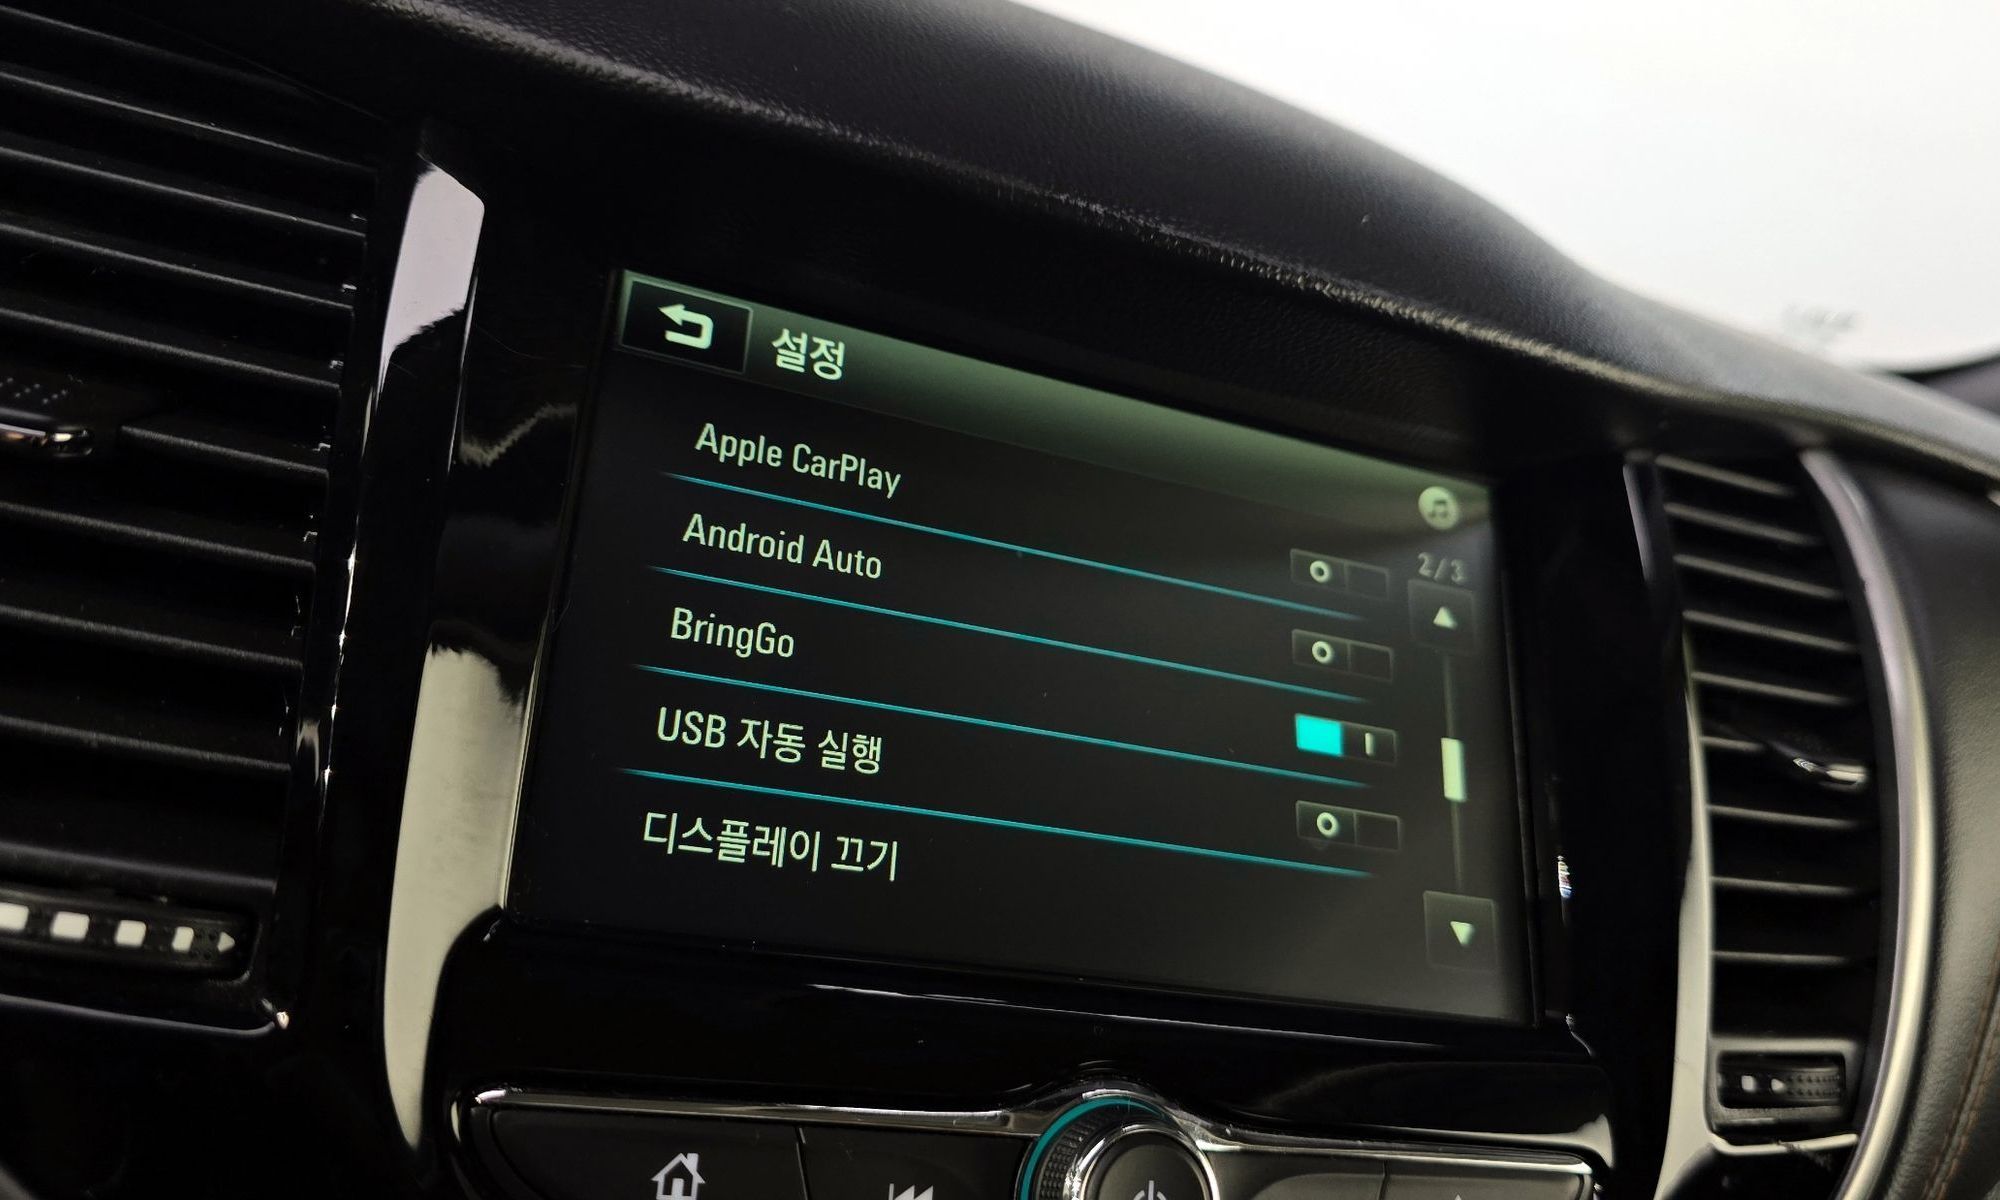 설정
Apple CarPlay
2/3
Android Auto
BringGo
USB 자동 실행
디스플레이 끄기